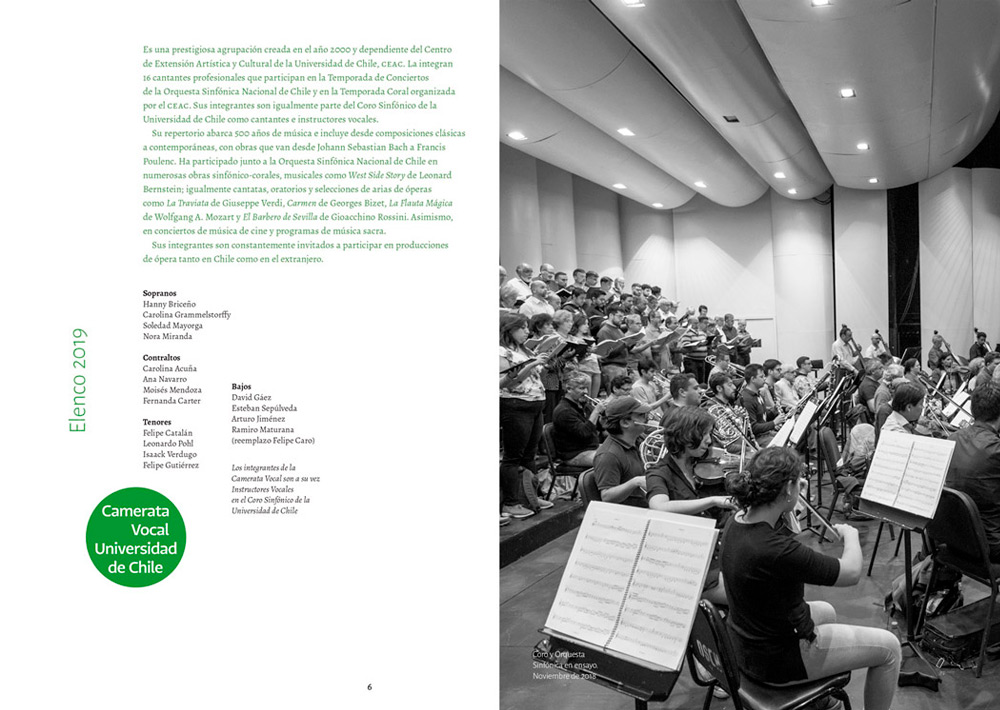 Es una prestigiosa agrupación creada en el año 2000 y dependiente del Centro
de Extensión Artística y Cultural de la Universidad de Chile, CEAC. La integran
16 cantantes profesionales que participan en la Temporada de Conciertos
de la Orquesta Sinfónica Nacional de Chile y en la Temporada Coral organizada
por el CEAC. Sus integrantes son igualmente parte del Coro Sinfónico de la
Universidad de Chile como cantantes e instructores vocales.
Su repertorio abarca 500 años de música e incluye desde composiciones clásicas
a contemporáneas, con obras que van desde Johann Sebastian Bach a Francis
Poulenc. Ha participado junto a la Orquesta Sinfónica Nacional de Chile en
numerosas obras sinfónico-corales, musicales como West Side Story de Leonard
Bernstein; igualmente cantatas, oratorios y selecciones de arias de óperas
como La Traviata de Giuseppe Verdi, Carmen de Georges Bizet, La Flauta Mágica
de Wolfgang A. Mozart y El Barbero de Sevilla de Gioacchino Rossini. Asimismo,
en conciertos de música de cine y programas de música sacra.
Sus integrantes son constantemente invitados a participar en producciones
de ópera tanto en Chile como en el extranjero.
Elenco 2019
Sopranos
Hanny Briceño
Carolina Grammelstorffy
Soledad Mayorga
Nora Miranda
Contraltos
Carolina Acuña
Ana Navarro
Moisés Mendoza
Fernanda Carter
Tenores
Felipe Catalán
Leonardo Pohl
Isaack Verdugo
Felipe Gutiérrez
Bajos
David Gáez
Esteban Sepúlveda
Arturo Jiménez
Ramiro Maturana
(reemplazo Felipe Caro)
Los integrantes de la
Camerata Vocal son a su vez
Instructores Vocales
en el Coro Sinfónico de la
Universidad de Chile
Camerata
Vocal
Universidad
de Chile
6
Coro y Orquesta
Sinfónica en ensayo.
Noviembre de 2018
OSCH